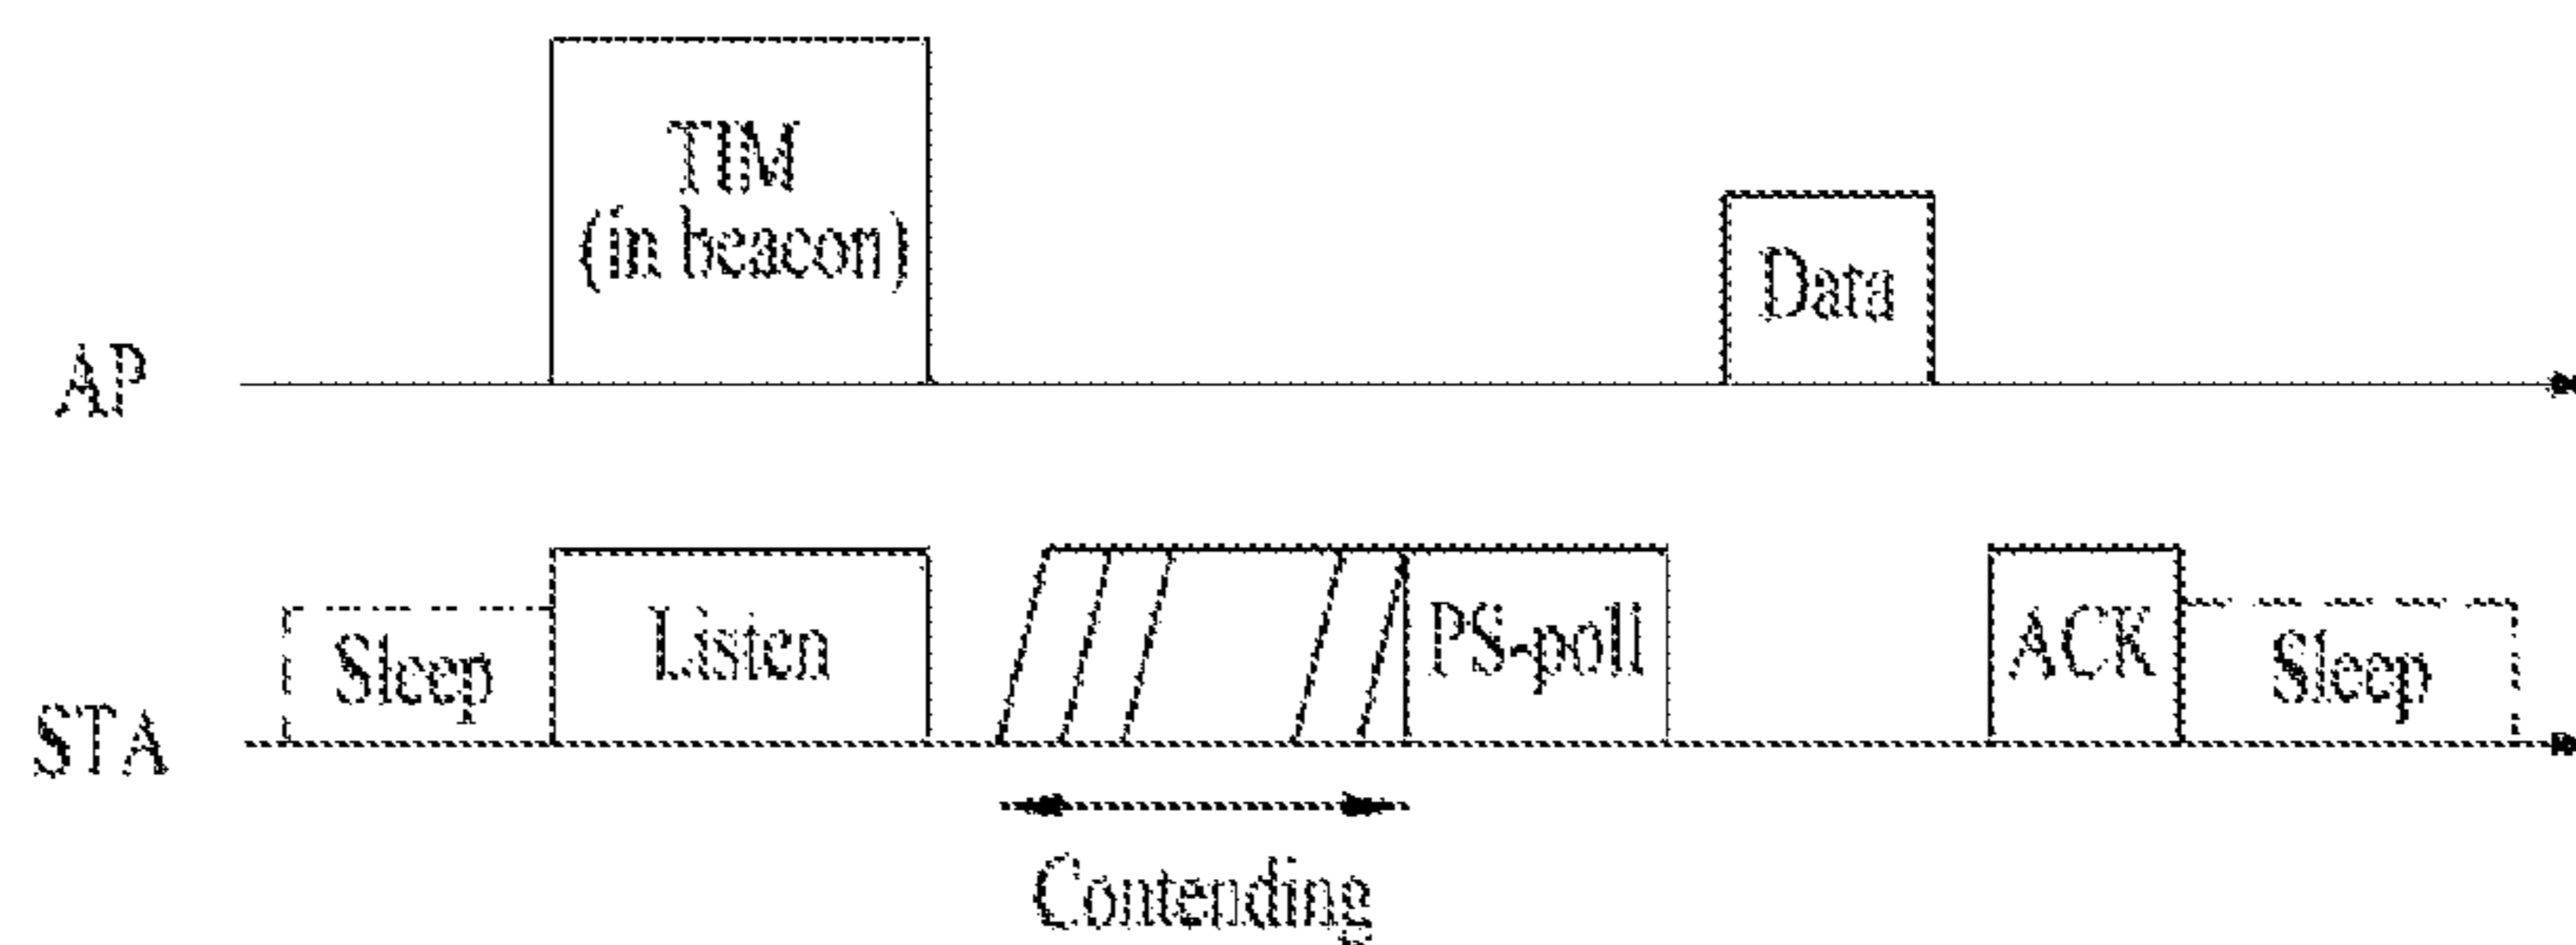 TIM
(in beacon)
Data
AP
Sleep
Listen
PS-poll
ACK
Sleep
STA
Contending